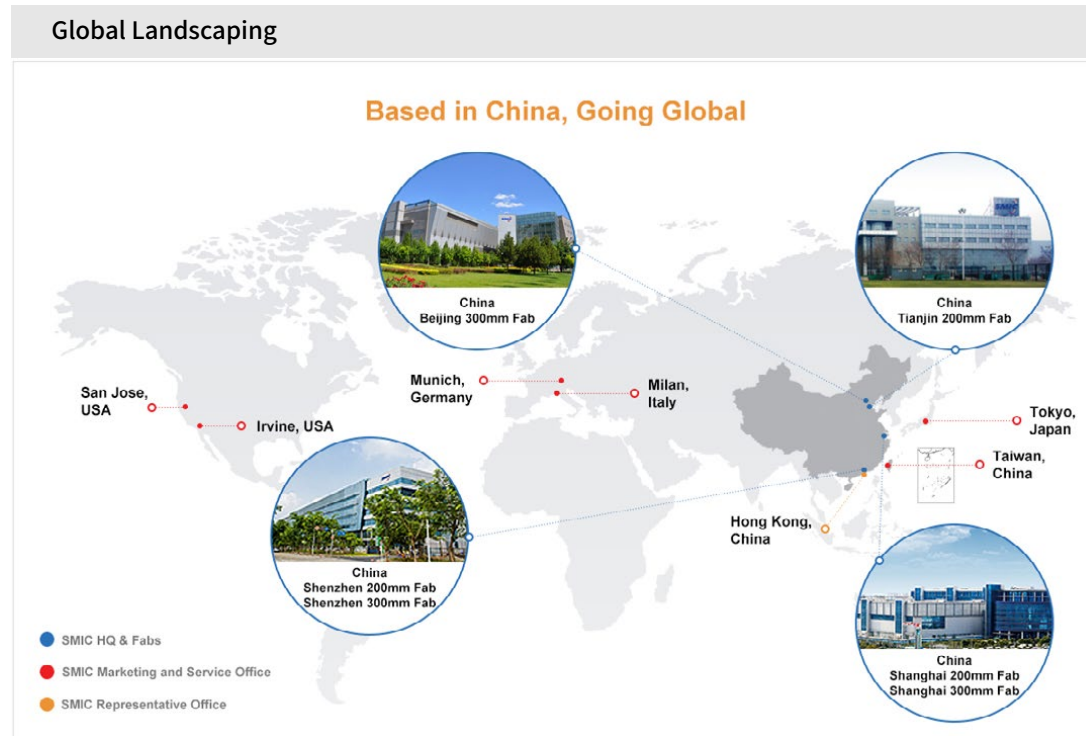 Global Landscaping
Based in China, Going Global
China
Beijing 300mm Fab
SMIC
China
Tianjin 200mm Fab
San Jose,
USA
Irvine, USA
Munich,
Germany
Milan,
Italy
Tokyo,
Japan
Taiwan,
China
Hong Kong,
China
China
Shenzhen 200mm Fab
Shenzhen 300mm Fab
China
Shanghai 200mm Fab
Shanghai 300mm Fab
SMIC HQ & Fabs
SMIC Marketing and Service Office
SMIC Representative Office